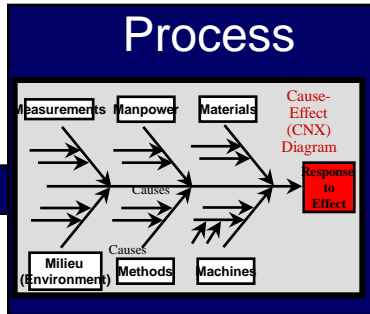 Process
Measurements
Manpower
Materials
Cause-
Effect
(CNX)
Diagram
Response
to
Effect
Causes
Causes
Milieu
(Environment)
Methods
Machines